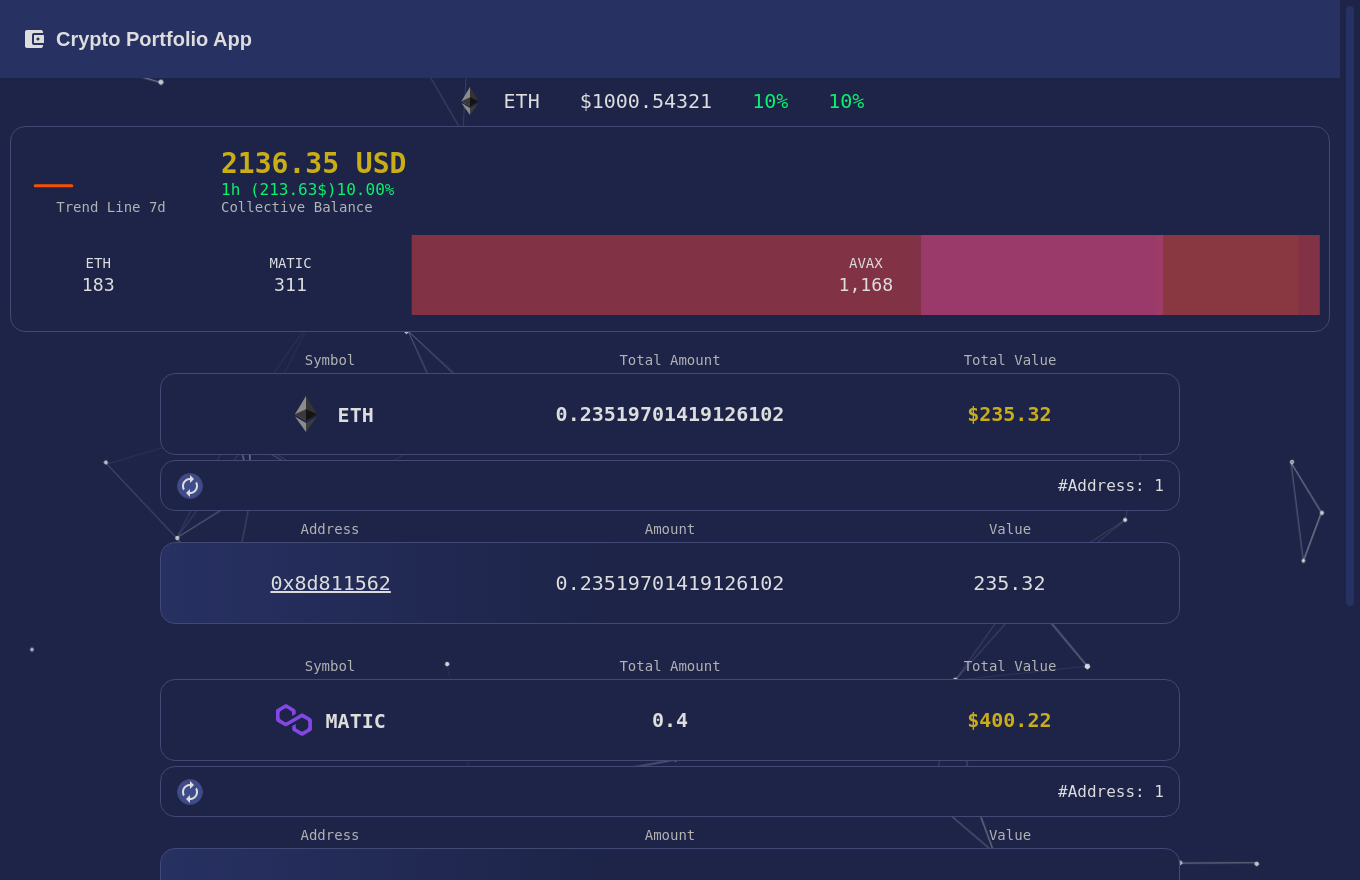 Crypto Portfolio App
ETH $1000.54321 10% 10%
2136.35 USD
1h (213.63$)10.00%
Trend Line 7d Collective Balance
ETH MATIC AVAX
183 311 1,168
Symbol Total Amount Total Value
ETH 0.23519701419126102 $235.32
#Address: 1
Address Amount Value
0x8d811562 0.23519701419126102 235.32
Symbol Total Amount Total Value
MATIC 0.4 $400.22
#Address: 1
Address Amount Value